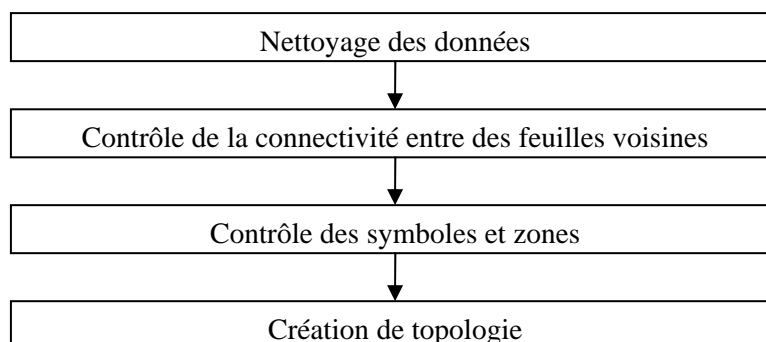 Nettoyage des données
Contrôle de la connectivité entre des feuilles voisines
Contrôle des symboles et zones
Création de topologie